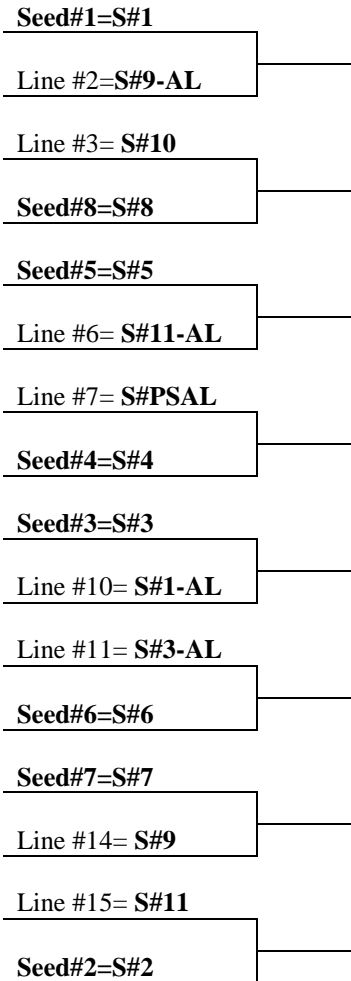 Seed#1=S#1
Line #2=S#9-AL
Line #3= S#10
Seed#8=S#8
Seed#5=S#5
Line #6= S#11-AL
Line #7= S#PSAL
Seed#4=S#4
Seed#3=S#3
Line #10= S#1-AL
Line #11= S#3-AL
Seed#6=S#6
Seed#7=S#7
Line #14= S#9
Line #15= S#11
Seed#2=S#2